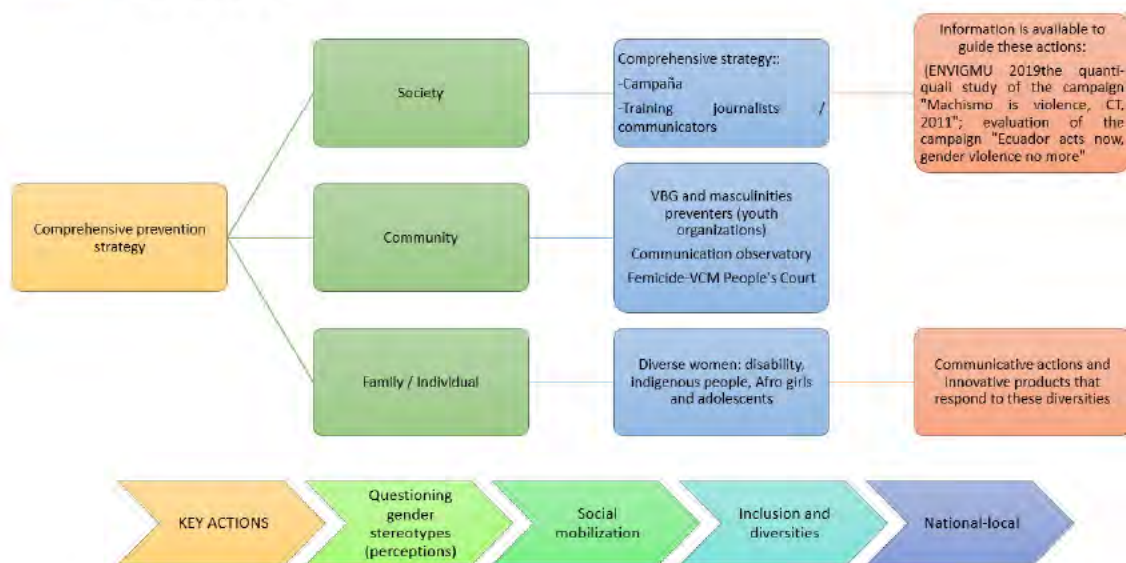 Comprehensive prevention
strategy
Society
Comprehensive strategy::
-Campaña
-Training journalists /
communicators
Information is available to
guide these actions:
(ENVIGMU 2019the quanti-
quali study of the campaign
"Machismo is violence, CT,
2011"; evaluation of the
campaign "Ecuador acts now,
gender violence no more"
Community
VBG and masculinities
preventers (youth
organizations)
Communication observatory
Femicide-VCM People's Court
Family / Individual
Diverse women: disability,
indigenous people, Afro girls
and adolescents
Communicative actions and
innovative products that
respond to these diversities
KEY ACTIONS
Questioning
gender
stereotypes
(perceptions)
Social
mobilization
Inclusion and
diversities
National-local